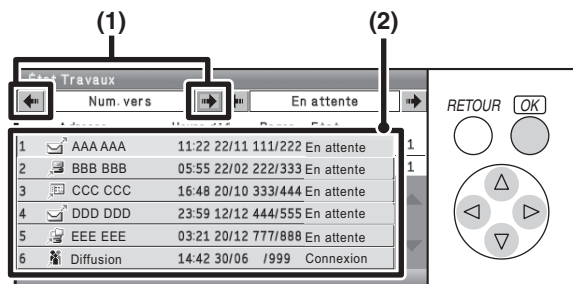 (1) (2)
État Travaux
Num. vers En attente
RETOUR OK
1 AAA AAA 11:22 22/11 111/222 En attente 1
2 BBB BBB 05:55 22/02 222/333 En attente 1
3 CCC CCC 16:48 20/10 333/444 En attente
4 DDD DDD 23:59 12/12 444/555 En attente
5 EEE EEE 03:21 20/12 777/888 En attente
6 Diffusion 14:42 30/06 /999 Connexion